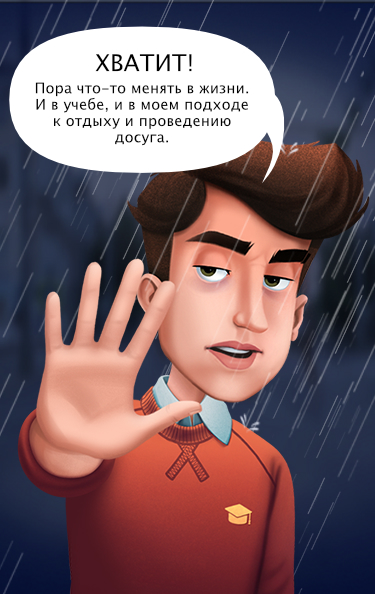 ХВАТИТ!
Пора что-то менять в жизни.
И в учебе, и в моем подходе
к отдыху и проведению
досуга.